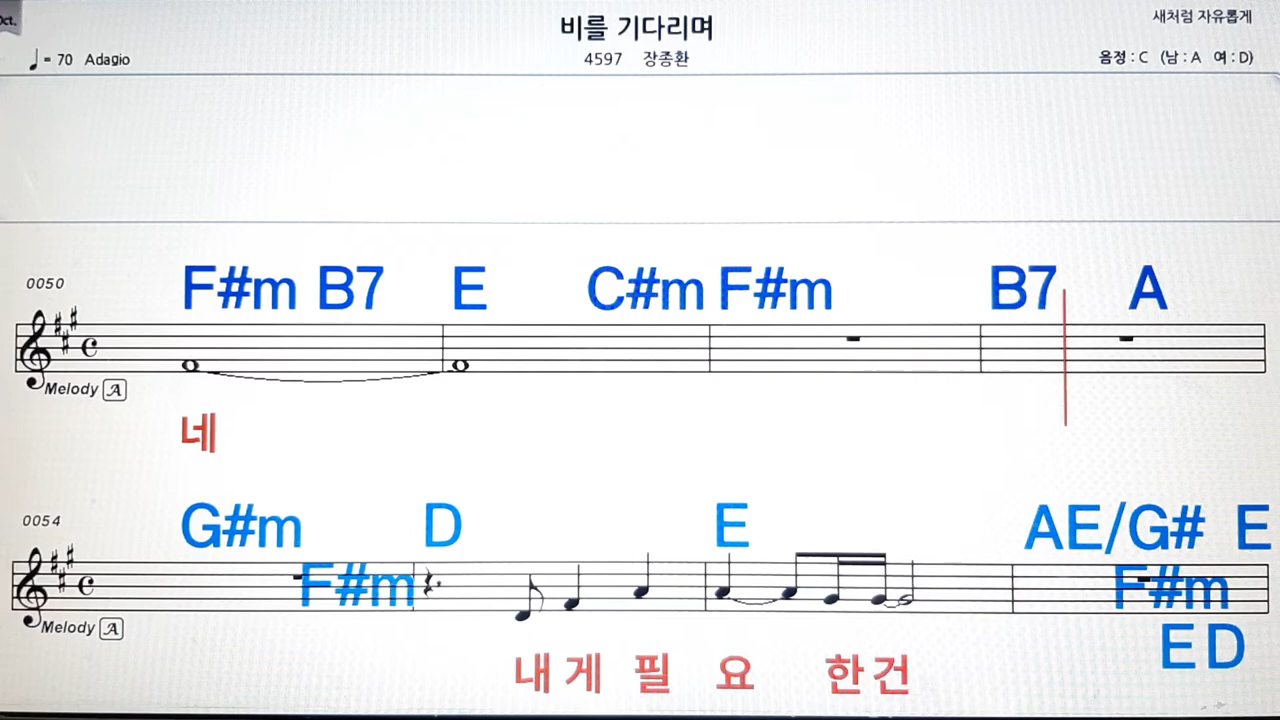 비를 기다리며
새처럼 자유롭게
= 70 Adagio
4597 장종환
음정 : C (남 : A 여 : D)
0050
F#m B7 E C#m F#m B7 A
Melody A
네
0054
G#m D E AE/G# E
F#m F#m
E D
Melody A
내 게 필 요 한 건